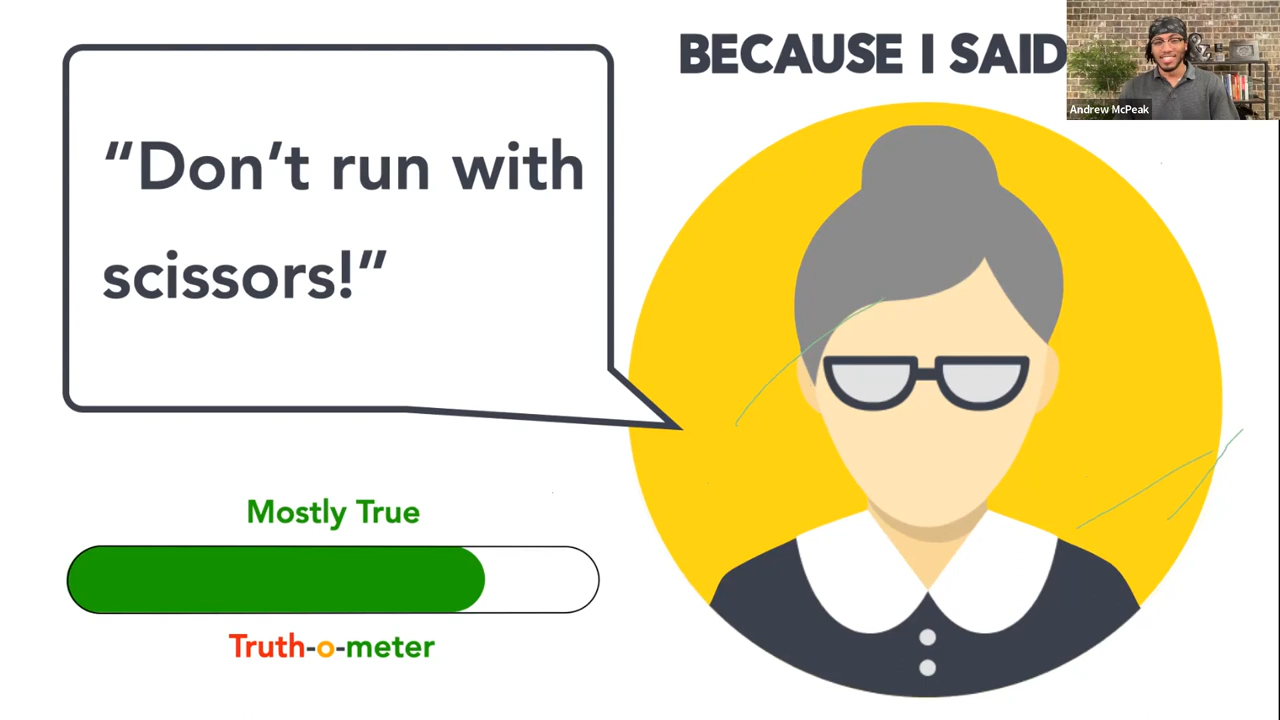 BECAUSE I SAID
Andrew McPeak
“Don’t run with
scissors!”
Mostly True
Truth-o-meter